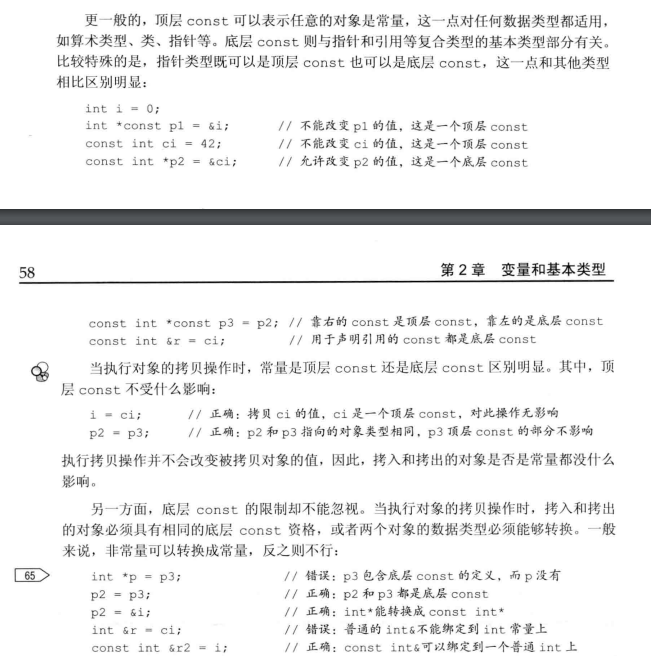 更一般的，顶层 const 可以表示任意的对象是常量，这一点对任何数据类型都适用，
如算术类型、类、指针等。底层 const 则与指针和引用等复合类型的基本类型部分有关。
比较特殊的是，指针类型既可以是顶层 const 也可以是底层 const，这一点和其他类型
相比区别明显：
int i = 0;
int *const p1 = &i; // 不能改变 p1 的值，这是一个顶层 const
const int ci = 42; // 不能改变 ci 的值，这是一个顶层 const
const int *p2 = &ci; // 允许改变 p2 的值，这是一个底层 const
58 第 2 章 变量和基本类型
const int *const p3 = p2; // 靠右的 const 是顶层 const，靠左的是底层 const
const int &r = ci; // 用于声明引用的 const 都是底层 const
当执行对象的拷贝操作时，常量是顶层 const 还是底层 const 区别明显。其中，顶
层 const 不受什么影响：
i = ci; // 正确：拷贝 ci 的值，ci 是一个顶层 const，对此操作无影响
p2 = p3; // 正确：p2 和 p3 指向的对象类型相同，p3 顶层 const 的部分不影响
执行拷贝操作并不会改变被拷贝对象的值，因此，拷入和拷出的对象是否是常量都没什么
影响。
另一方面，底层 const 的限制却不能忽视。当执行对象的拷贝操作时，拷入和拷出
的对象必须具有相同的底层 const 资格，或者两个对象的数据类型必须能够转换。一般
来说，非常量可以转换成常量，反之则不行：
65 int *p = p3; // 错误：p3 包含底层 const 的定义，而 p 没有
p2 = p3; // 正确：p2 和 p3 都是底层 const
p2 = &i; // 正确：int*能转换成 const int*
int &r = ci; // 错误：普通的 int&不能绑定到 int 常量上
const int &r2 = i; // 正确：const int&可以绑定到一个普通 int 上